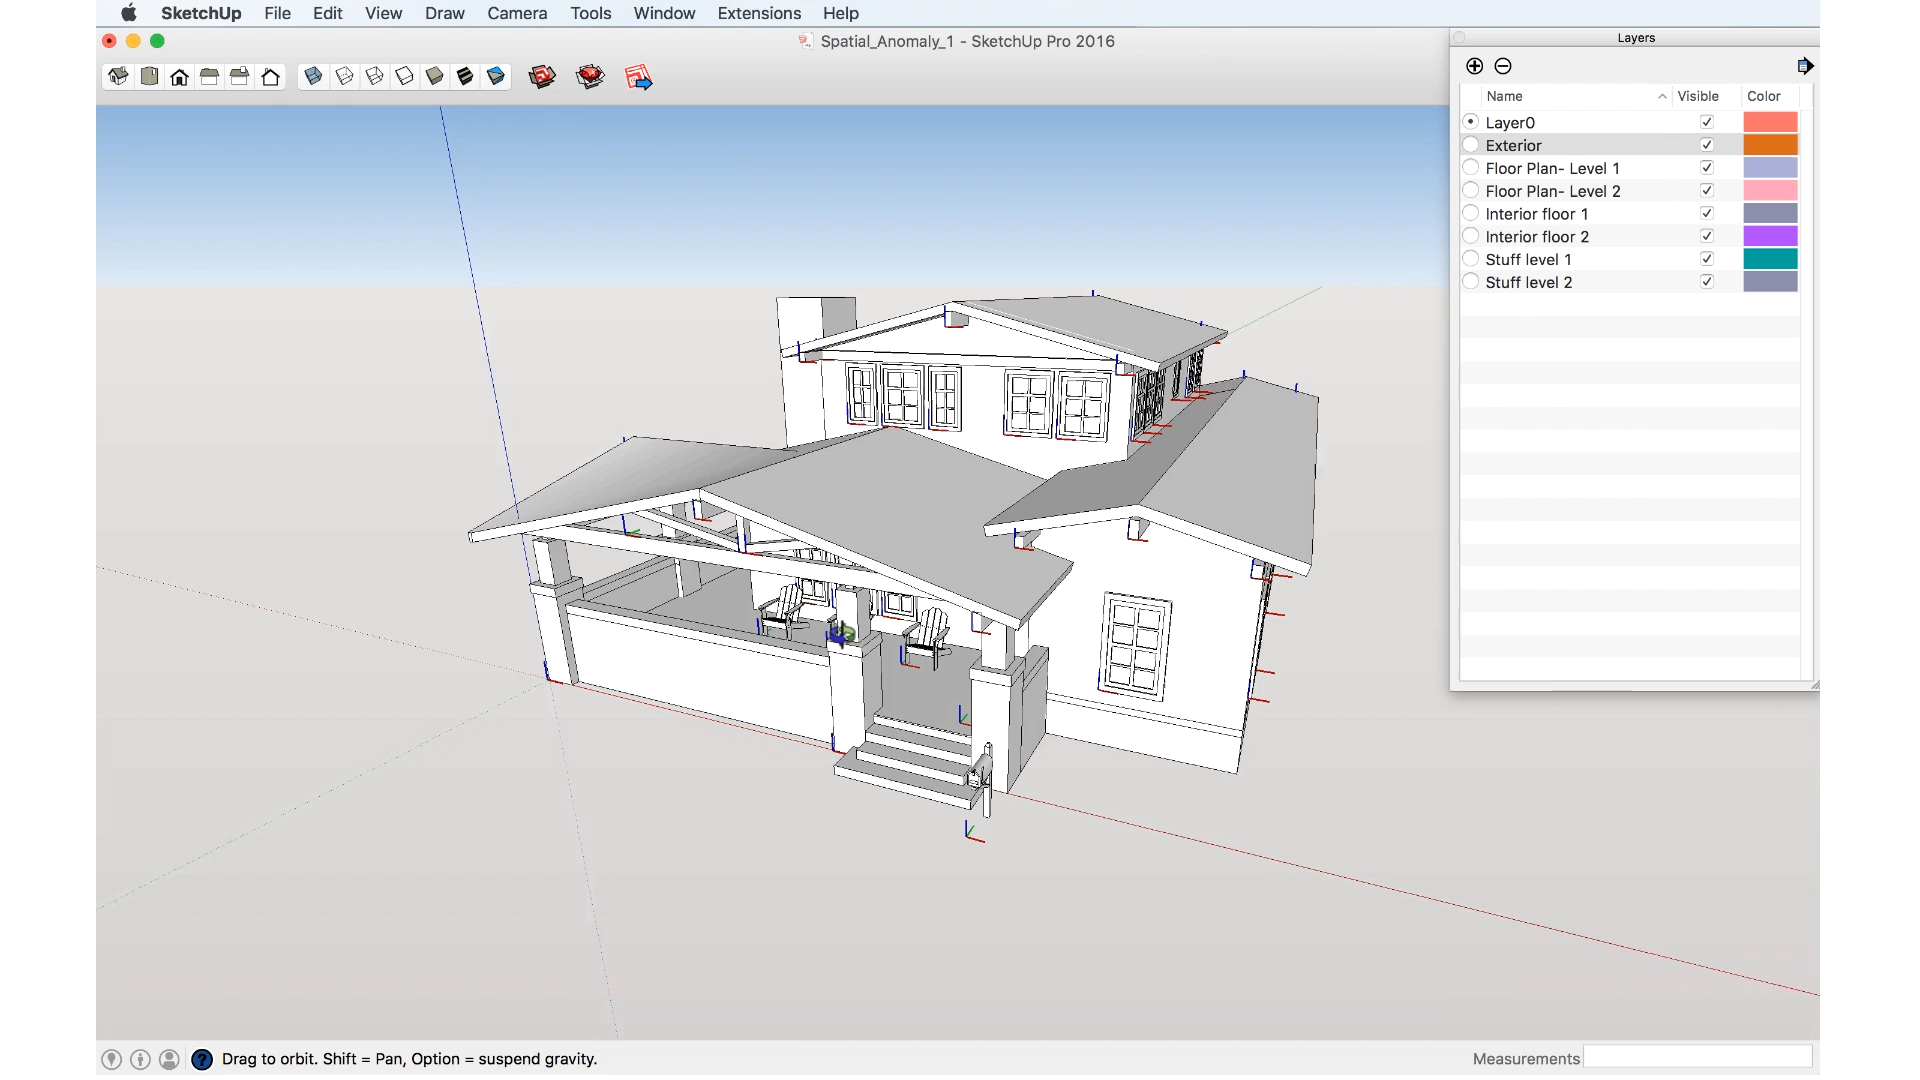 SketchUp File Edit View Draw Camera Tools Window Extensions Help
Spatial_Anomaly_1 - SketchUp Pro 2016
Layers
Name Visible Color
Layer0
Exterior
Floor Plan- Level 1
Floor Plan- Level 2
Interior floor 1
Interior floor 2
Stuff level 1
Stuff level 2
? Drag to orbit. Shift = Pan, Option = suspend gravity.
Measurements